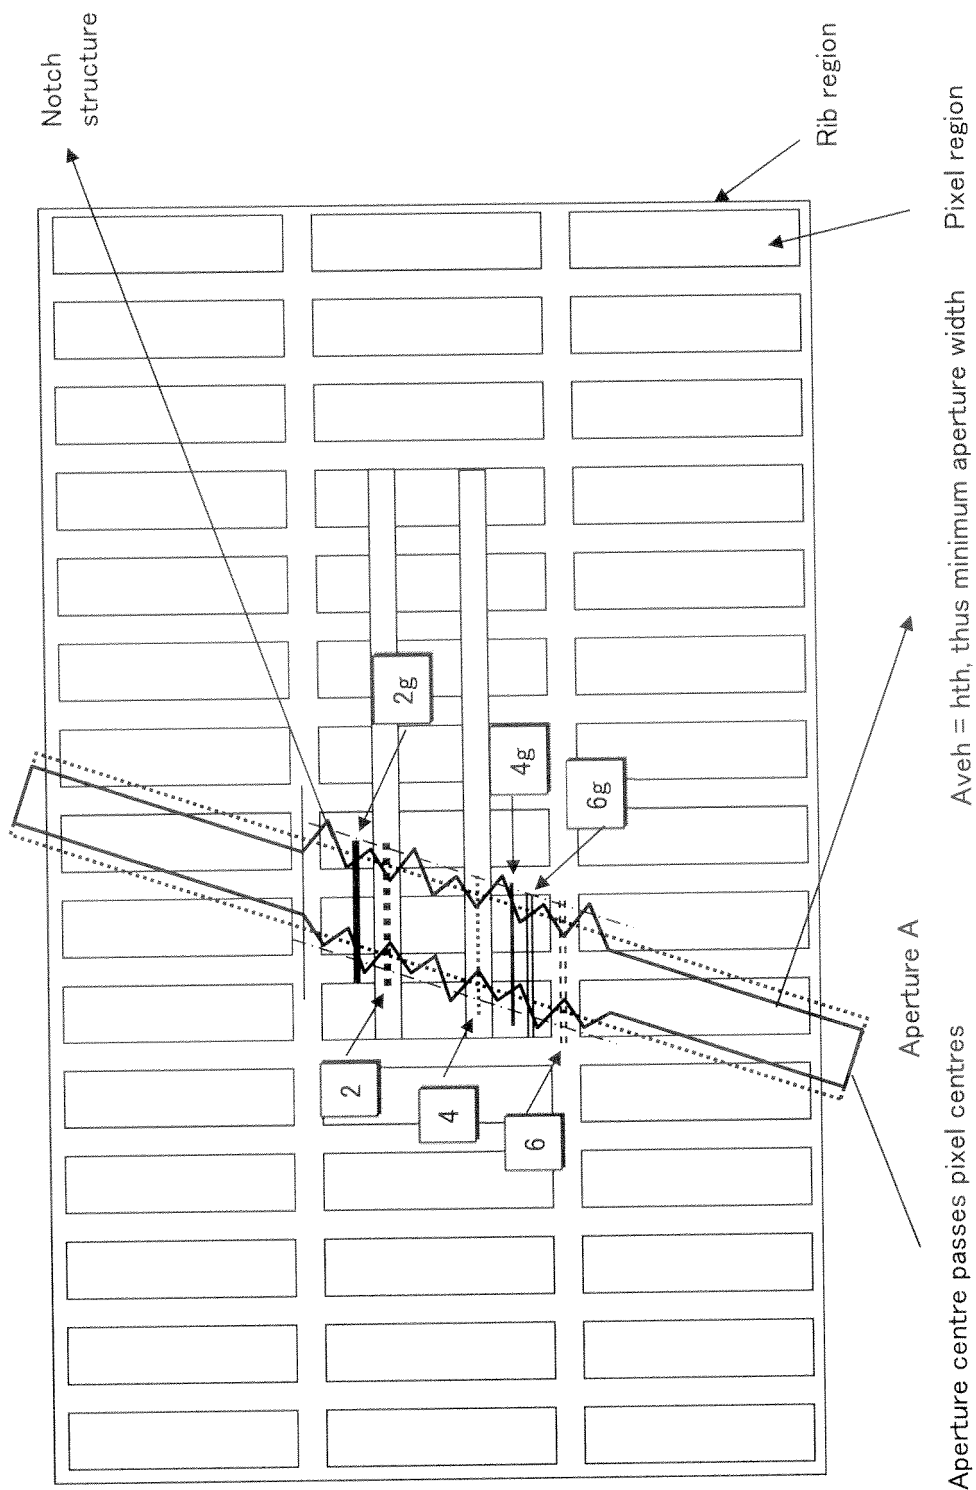 Notch
structure
Rib region
Pixel region
2g
4g
6g
2
4
6
Aperture A
Aveh = hth, thus minimum aperture width
Aperture centre passes pixel centres